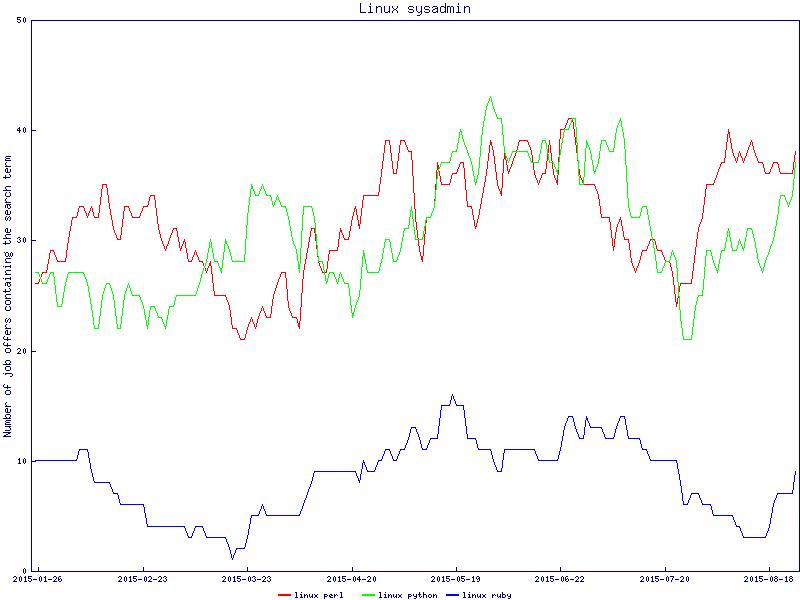 Linux sysadmin
50
40
30
20
10
0
Number of job offers containing the search term
2015-01-26 2015-02-23 2015-03-23 2015-04-20 2015-05-19 2015-06-22 2015-07-20 2015-08-18
linux perl linux python linux ruby